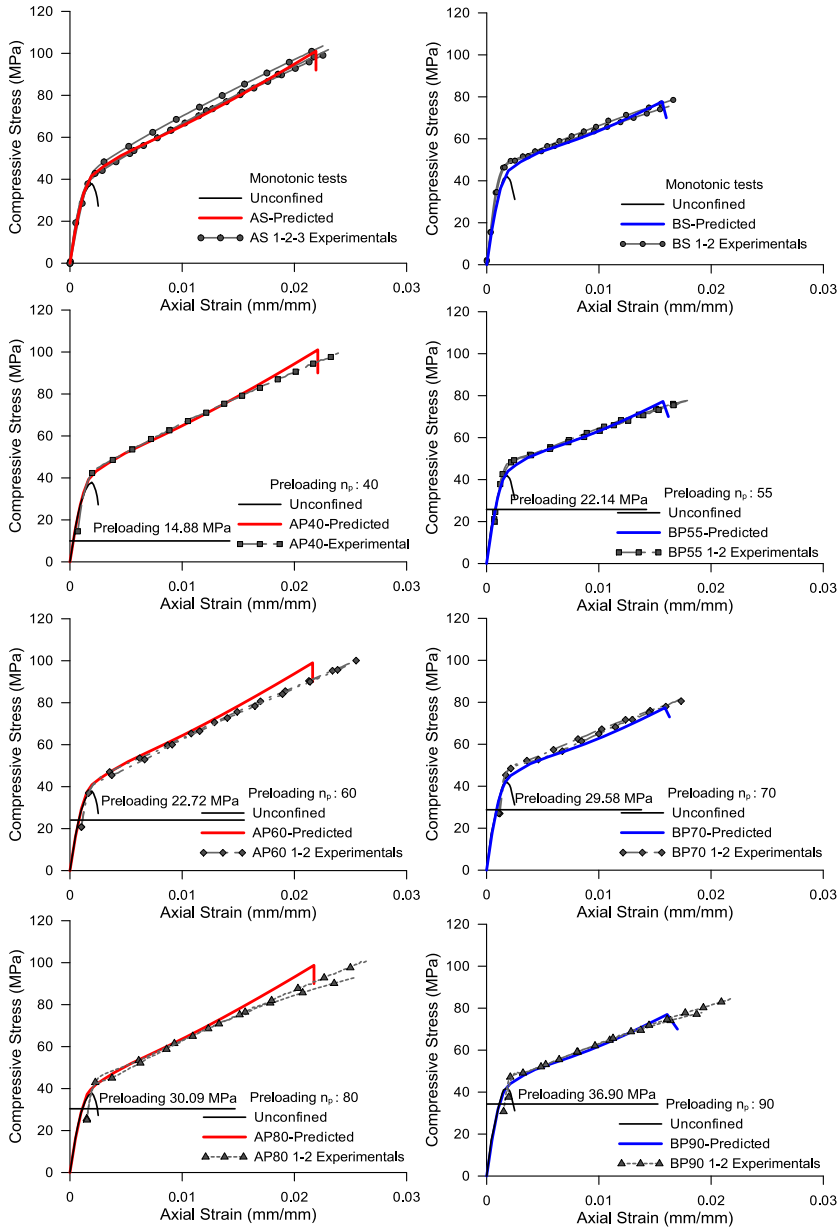 120
100
80
60
40
20
0
Compressive Stress (MPa)
Monotonic tests
Unconfined
AS-Predicted
AS 1-2-3 Experimentals
0
0.01
0.02
0.03
Axial Strain (mm/mm)
120
100
80
60
40
20
0
Compressive Stress (MPa)
Monotonic tests
Unconfined
BS-Predicted
BS 1-2 Experimentals
0
0.01
0.02
0.03
Axial Strain (mm/mm)
120
100
80
60
40
20
0
Compressive Stress (MPa)
Preloading np: 40
Unconfined
Preloading 14.88 MPa
AP40-Predicted
AP40-Experimental
0
0.01
0.02
0.03
Axial Strain (mm/mm)
120
100
80
60
40
20
0
Compressive Stress (MPa)
Preloading 22.14 MPa
Preloading np: 55
Unconfined
BP55-Predicted
BP55 1-2 Experimentals
0
0.01
0.02
0.03
Axial Strain (mm/mm)
120
100
80
60
40
20
0
Compressive Stress (MPa)
Preloading 22.72 MPa
Preloading np: 60
Unconfined
AP60-Predicted
AP60 1-2 Experimentals
0
0.01
0.02
0.03
Axial Strain (mm/mm)
120
100
80
60
40
20
0
Compressive Stress (MPa)
Preloading 29.58 MPa
Preloading np: 70
Unconfined
BP70-Predicted
BP70 1-2 Experimentals
0
0.01
0.02
0.03
Axial Strain (mm/mm)
120
100
80
60
40
20
0
Compressive Stress (MPa)
Preloading 30.09 MPa
Preloading np: 80
Unconfined
AP80-Predicted
AP80 1-2 Experimentals
0
0.01
0.02
0.03
Axial Strain (mm/mm)
120
100
80
60
40
20
0
Compressive Stress (MPa)
Preloading 36.90 MPa
Preloading np: 90
Unconfined
BP90-Predicted
BP90 1-2 Experimentals
0
0.01
0.02
0.03
Axial Strain (mm/mm)